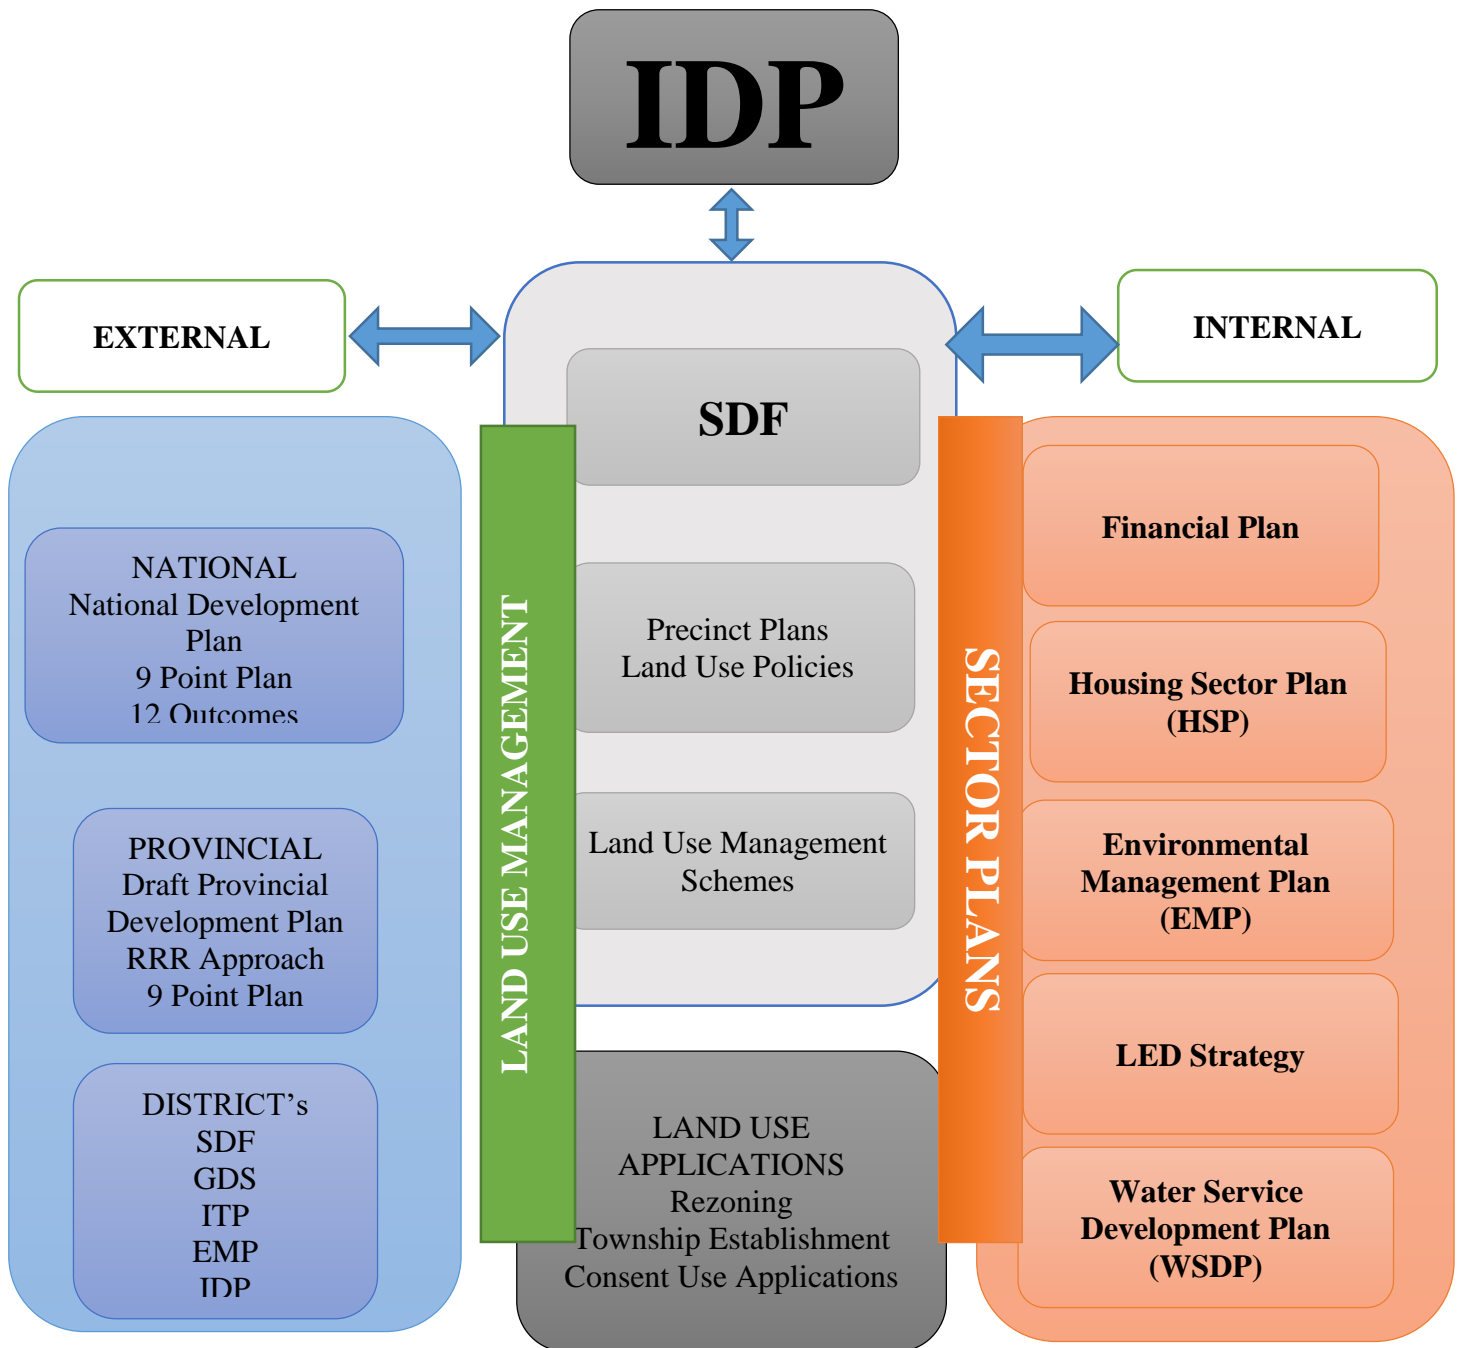 IDP
EXTERNAL
INTERNAL
SDF
NATIONAL
National Development
Plan
9 Point Plan
12 Outcomes
PROVINCIAL
Draft Provincial
Development Plan
RRR Approach
9 Point Plan
DISTRICT's
SDF
GDS
ITP
EMP
IDP
LAND USE MANAGEMENT
Precinct Plans
Land Use Policies
Land Use Management
Schemes
LAND USE
APPLICATIONS
Rezoning
Township Establishment
Consent Use Applications
SECTOR PLANS
Financial Plan
Housing Sector Plan
(HSP)
Environmental
Management Plan
(EMP)
LED Strategy
Water Service
Development Plan
(WSDP)